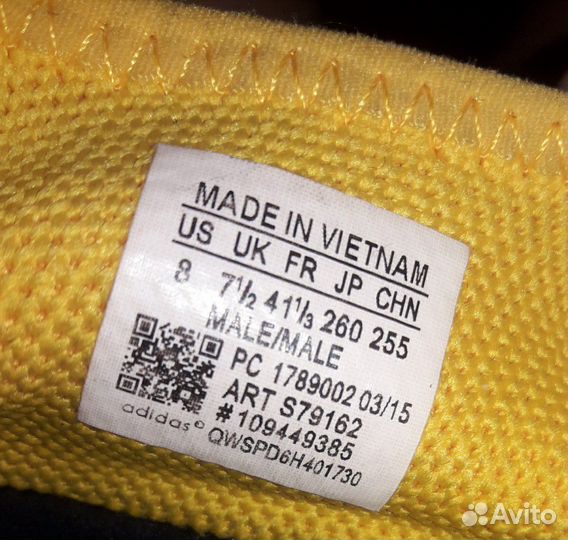 MADE IN VIETNAM
US UK FR JP CHN
8 7½ 41⅓ 260 255
MALE/MALE
PC 1789002 03/15
ART S79162
#109449385
adidas© QWSPD6H401730
Avito